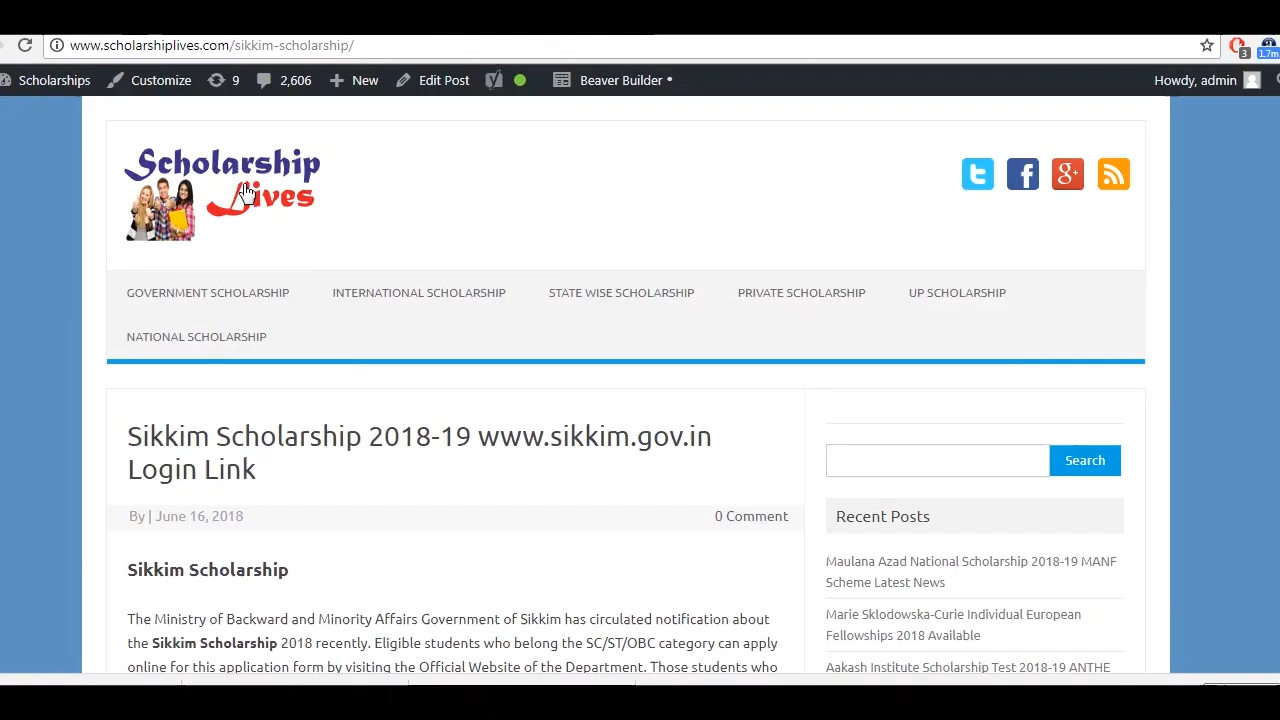 www.scholarshiplives.com/sikkim-scholarship/
3
1.7m
Scholarships Customize 9 2,606 New Edit Post Beaver Builder Howdy, admin
Scholarship
Lives
GOVERNMENT SCHOLARSHIP INTERNATIONAL SCHOLARSHIP STATE WISE SCHOLARSHIP PRIVATE SCHOLARSHIP UP SCHOLARSHIP
NATIONAL SCHOLARSHIP
Sikkim Scholarship 2018-19 www.sikkim.gov.in
Login Link
By | June 16, 2018 0 Comment
Sikkim Scholarship
The Ministry of Backward and Minority Affairs Government of Sikkim has circulated notification about
the Sikkim Scholarship 2018 recently. Eligible students who belong the SC/ST/OBC category can apply
online for this application form by visiting the Official Website of the Department. Those students who
Search
Recent Posts
Maulana Azad National Scholarship 2018-19 MANF
Scheme Latest News
Marie Sklodowska-Curie Individual European
Fellowships 2018 Available
Aakash Institute Scholarship Test 2018-19 ANTHE